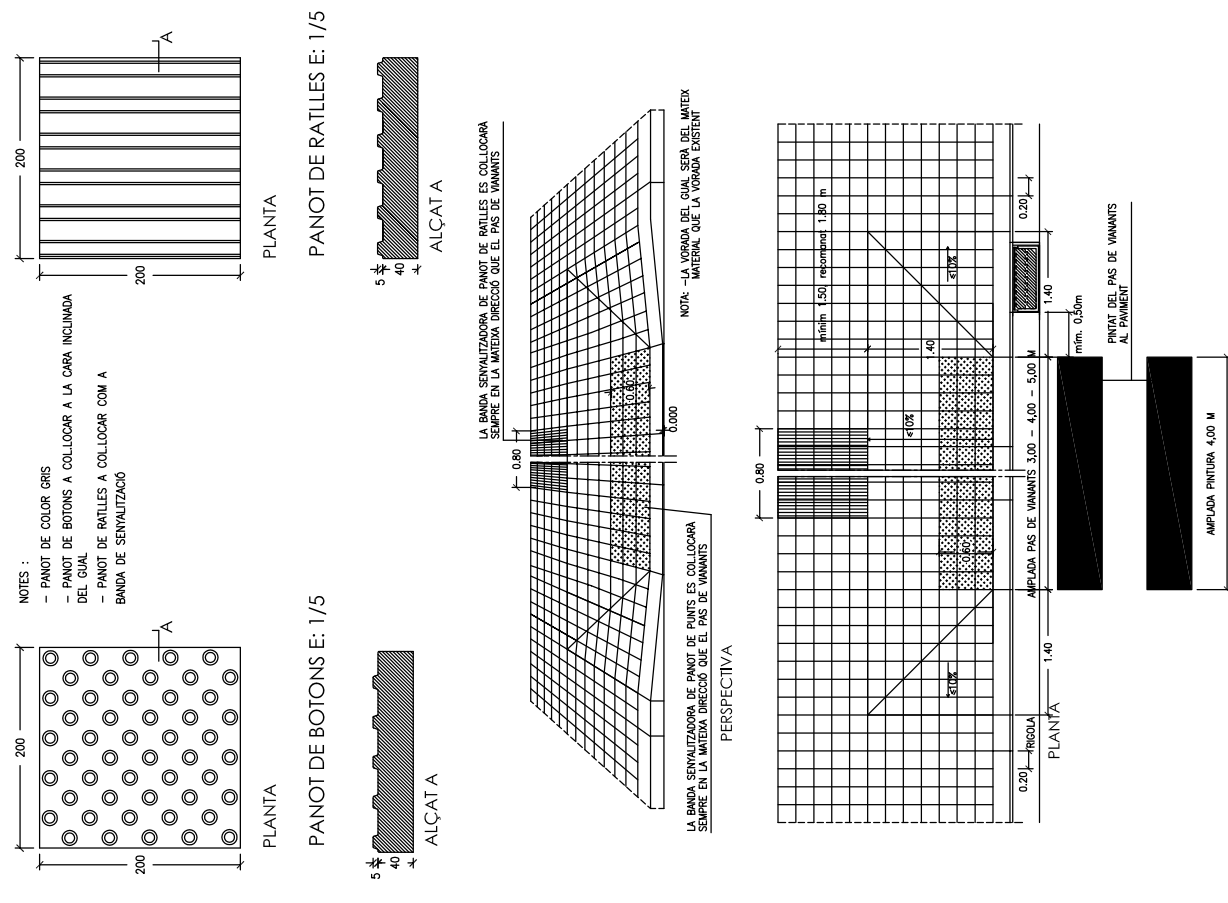 NOTES :
- PANOT DE COLOR GRIS
- PANOT DE BOTONS A COL.LOCAR A LA CARA INCLINADA
DEL GUAL
- PANOT DE RATLLES A COL.LOCAR COM A
BANDA DE SENYALITZACIÓ
200
200
A
PLANTA
PANOT DE BOTONS E: 1/5
5
40
ALÇAT A
200
200
A
PLANTA
PANOT DE RATLLES E: 1/5
5
40
ALÇAT A
LA BANDA SENYALITZADORA DE PANOT DE RATLLES ES COL.LOCARÀ
SEMPRE EN LA MATEIXA DIRECCIÓ QUE EL PAS DE VIANANTS
0.80
0.60
0.000
NOTA: -LA VORADA DEL GUAL SERÀ DEL MATEIX
MATERIAL QUE LA VORADA EXISTENT
LA BANDA SENYALITZADORA DE PANOT DE PUNTS ES COL.LOCARÀ
SEMPRE EN LA MATEIXA DIRECCIÓ QUE EL PAS DE VIANANTS
PERSPECTIVA
0.80
mínim 1.50, recomanat 1.80 m
1.40
≤10%
≤10%
≤10%
0.60
0.20
RIGOLA
AMPLADA PAS DE VIANANTS 3,00 - 4,00 - 5,00 M
0.20
1.40
1.40
PLANTA
mím. 0,50m
PINTAT DEL PAS DE VIANANTS
AL PAVIMENT
AMPLADA PINTURA 4,00 M